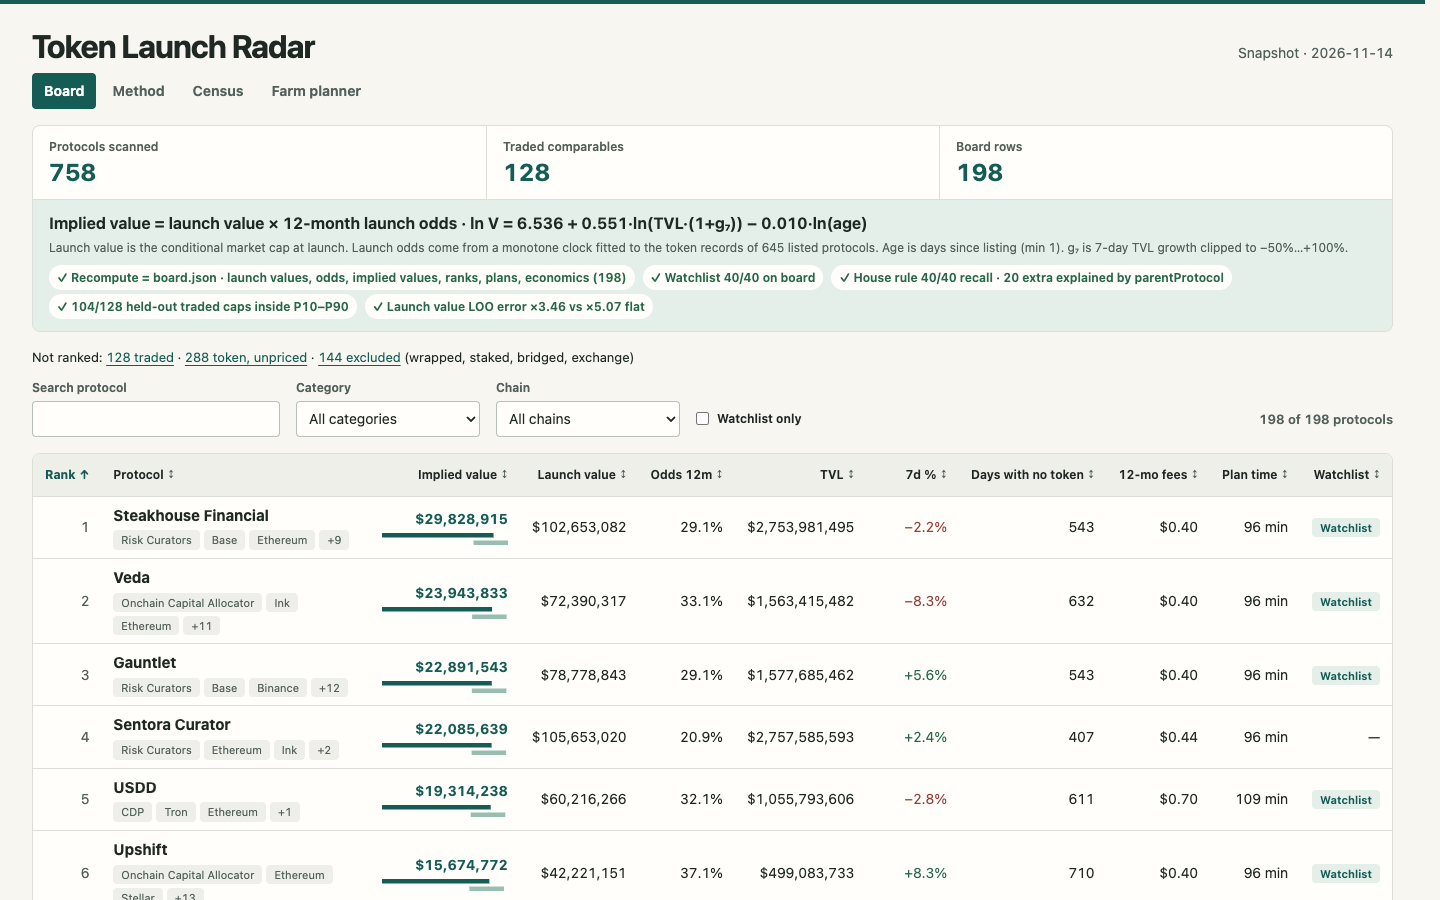 Token Launch Radar
Snapshot · 2026-11-14
Board Method Census Farm planner
Protocols scanned
758
Traded comparables
128
Board rows
198
Implied value = launch value × 12-month launch odds · ln V = 6.536 + 0.551·ln(TVL·(1+g₇)) − 0.010·ln(age)
Launch value is the conditional market cap at launch. Launch odds come from a monotone clock fitted to the token records of 645 listed protocols. Age is days since listing (min 1). g₇ is 7-day TVL growth clipped to −50%…+100%.
✓ Recompute = board.json · launch values, odds, implied values, ranks, plans, economics (198)
✓ Watchlist 40/40 on board
✓ House rule 40/40 recall · 20 extra explained by parentProtocol
✓ 104/128 held-out traded caps inside P10–P90
✓ Launch value LOO error ×3.46 vs ×5.07 flat
Not ranked: 128 traded · 288 token, unpriced · 144 excluded (wrapped, staked, bridged, exchange)
Search protocol
Category
All categories
Chain
All chains
Watchlist only
198 of 198 protocols
Rank ↑ Protocol ↕ Implied value ↕ Launch value ↕ Odds 12m ↕ TVL ↕ 7d % ↕ Days with no token ↕ 12-mo fees ↕ Plan time ↕ Watchlist ↕
1 Steakhouse Financial $29,828,915 $102,653,082 29.1% $2,753,981,495 −2.2% 543 $0.40 96 min Watchlist
Risk Curators Base Ethereum +9
2 Veda $23,943,833 $72,390,317 33.1% $1,563,415,482 −8.3% 632 $0.40 96 min Watchlist
Onchain Capital Allocator Ink
Ethereum +11
3 Gauntlet $22,891,543 $78,778,843 29.1% $1,577,685,462 +5.6% 543 $0.40 96 min Watchlist
Risk Curators Base Binance +12
4 Sentora Curator $22,085,639 $105,653,020 20.9% $2,757,585,593 +2.4% 407 $0.44 96 min —
Risk Curators Ethereum Ink +2
5 USDD $19,314,238 $60,216,266 32.1% $1,055,793,606 −2.8% 611 $0.70 109 min Watchlist
CDP Tron Ethereum +1
6 Upshift $15,674,772 $42,221,151 37.1% $499,083,733 +8.3% 710 $0.40 96 min Watchlist
Onchain Capital Allocator Ethereum
Stellar +13